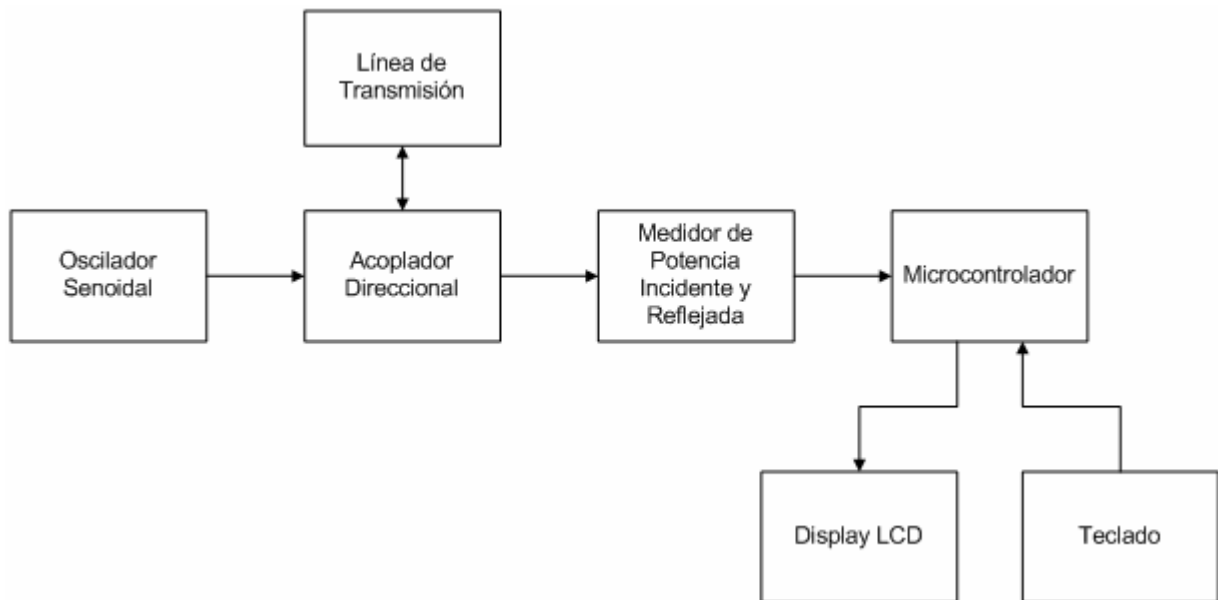 Línea de
Transmisión
Oscilador
Senoidal
Acoplador
Direccional
Medidor de
Potencia
Incidente y
Reflejada
Microcontrolador
Display LCD
Teclado